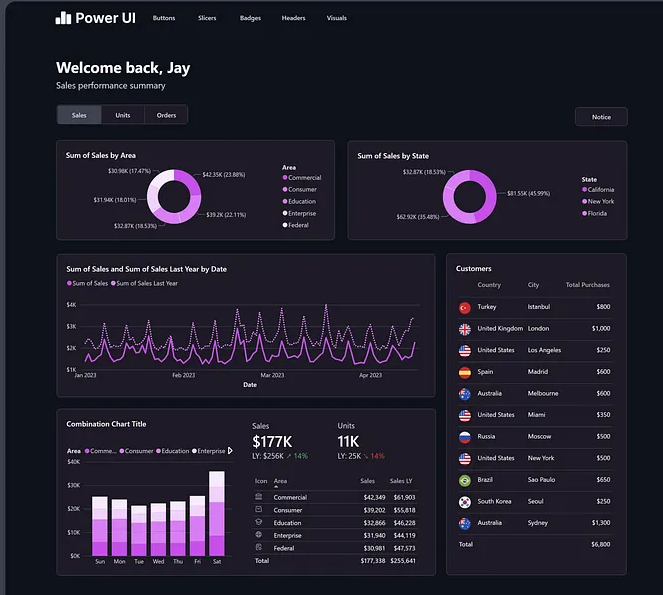 Power UI Buttons Slicers Badges Headers Visuals
Welcome back, Jay
Sales performance summary
Sales Units Orders Notice
Sum of Sales by Area
$30.98K (17.47%) $42.35K (23.88%)
$31.94K (18.01%) $39.2K (22.11%)
$32.87K (18.53%)
Area
Commercial
Consumer
Education
Enterprise
Federal
Sum of Sales by State
$32.87K (18.53%)
$81.55K (45.99%)
$62.92K (35.48%)
State
California
New York
Florida
Sum of Sales and Sum of Sales Last Year by Date
Sum of Sales Sum of Sales Last Year
$4K
$3K
$2K
$1K
Jan 2023 Feb 2023 Mar 2023 Apr 2023
Date
Customers
Country City Total Purchases
Turkey Istanbul $800
United Kingdom London $1,000
United States Los Angeles $250
Spain Madrid $600
Australia Melbourne $600
United States Miami $350
Russia Moscow $500
United States New York $500
Brazil Sao Paulo $650
South Korea Seoul $250
Australia Sydney $1,300
Total $6,800
Combination Chart Title
Area Comme... Consumer Education Enterprise
$40K
$30K
$20K
$10K
$0K
Sun Mon Tue Wed Thu Fri Sat
Sales Units
$177K 11K
LY: $256K ↗ 14% LY: 25K ↘ 14%
Icon Area Sales Sales LY
Commercial $42,349 $61,903
Consumer $39,202 $55,818
Education $32,866 $46,228
Enterprise $31,940 $44,119
Federal $30,981 $47,573
Total $177,338 $255,641